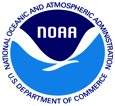 NATIONAL OCEANIC AND ATMOSPHERIC ADMINISTRATION
NOAA
U.S. DEPARTMENT OF COMMERCE